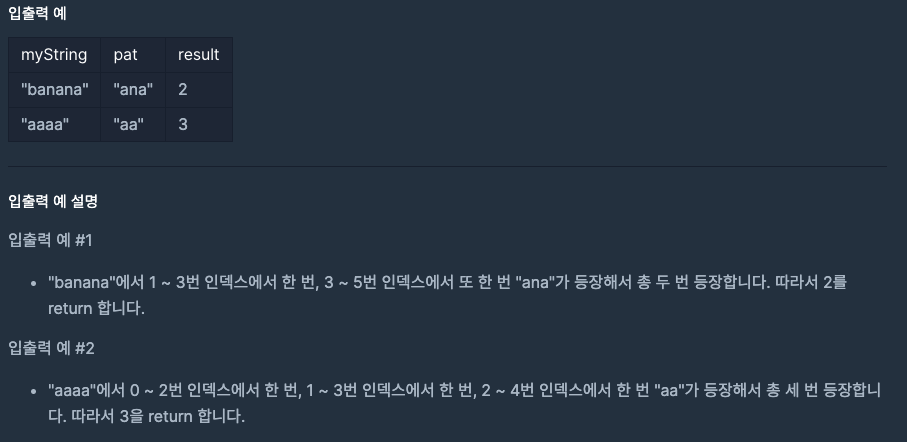 입출력 예
myString pat result
"banana" "ana" 2
"aaaa" "aa" 3
입출력 예 설명
입출력 예 #1
"banana"에서 1 ~ 3번 인덱스에서 한 번, 3 ~ 5번 인덱스에서 또 한 번 "ana"가 등장해서 총 두 번 등장합니다. 따라서 2를
return 합니다.
입출력 예 #2
"aaaa"에서 0 ~ 2번 인덱스에서 한 번, 1 ~ 3번 인덱스에서 한 번, 2 ~ 4번 인덱스에서 한 번 "aa"가 등장해서 총 세 번 등장합니
다. 따라서 3을 return 합니다.